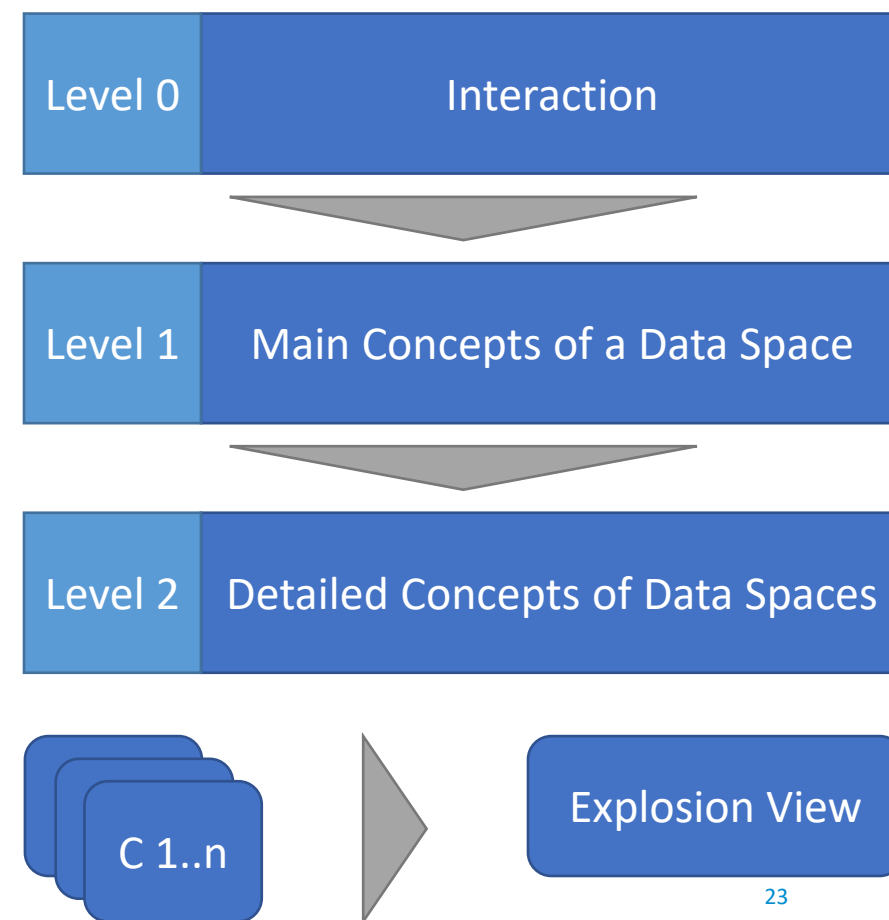 Level 0
Interaction
Level 1
Main Concepts of a Data Space
Level 2
Detailed Concepts of Data Spaces
C 1..n
Explosion View
23